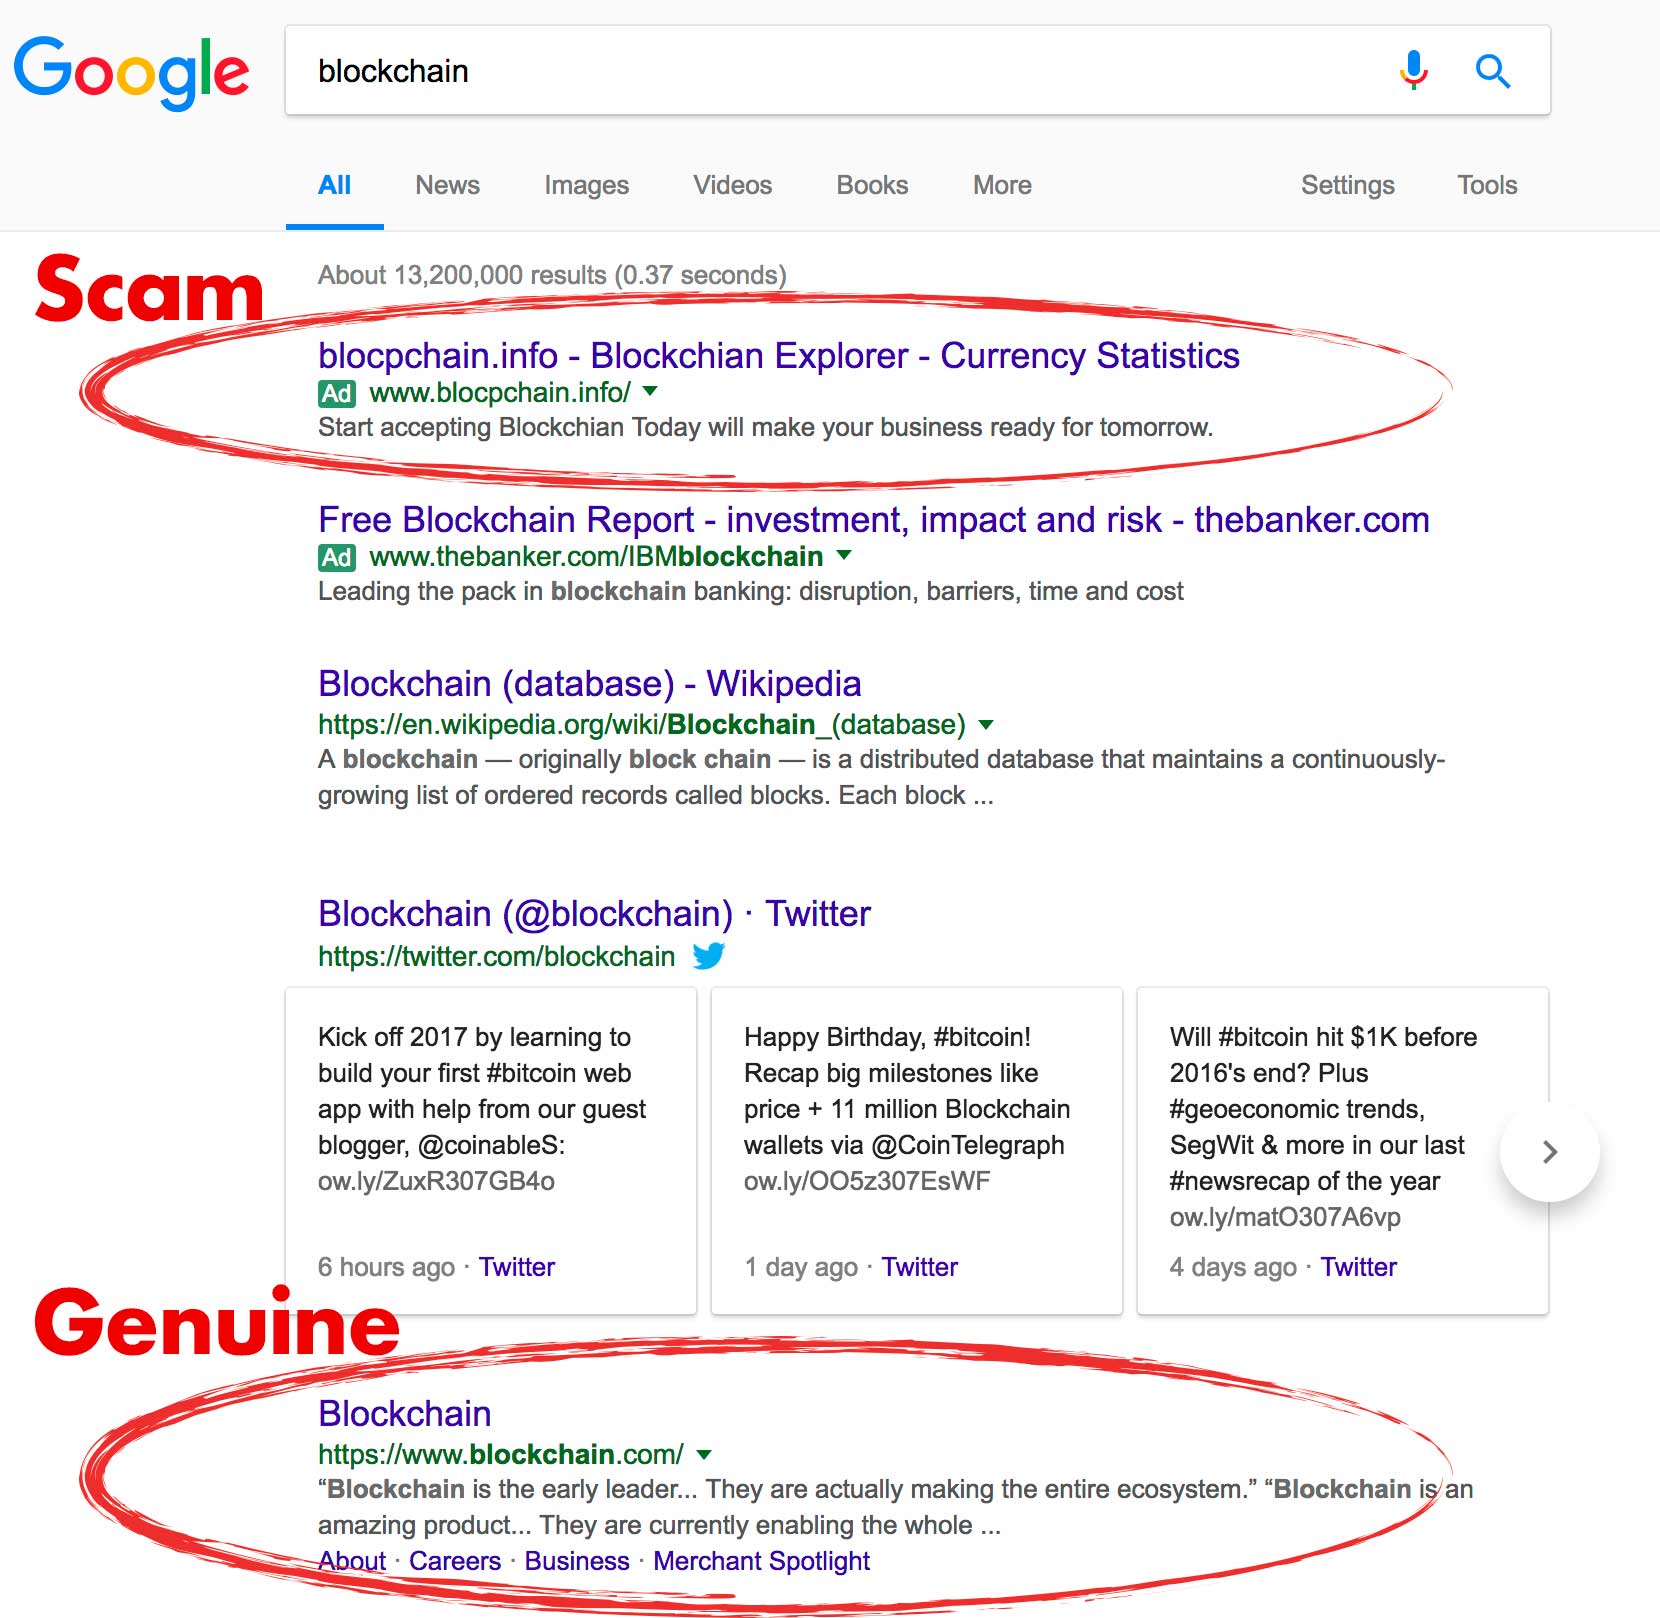 Google
blockchain
All News Images Videos Books More Settings Tools
Scam
About 13,200,000 results (0.37 seconds)
blocpchain.info - Blockchian Explorer - Currency Statistics
Ad www.blocpchain.info/
Start accepting Blockchian Today will make your business ready for tomorrow.
Free Blockchain Report - investment, impact and risk - thebanker.com
Ad www.thebanker.com/IBMblockchain
Leading the pack in blockchain banking: disruption, barriers, time and cost
Blockchain (database) - Wikipedia
https://en.wikipedia.org/wiki/Blockchain_(database)
A blockchain — originally block chain — is a distributed database that maintains a continuously-
growing list of ordered records called blocks. Each block ...
Blockchain (@blockchain) · Twitter
https://twitter.com/blockchain
Kick off 2017 by learning to
build your first #bitcoin web
app with help from our guest
blogger, @coinableS:
ow.ly/ZuxR307GB4o
6 hours ago · Twitter
Happy Birthday, #bitcoin!
Recap big milestones like
price + 11 million Blockchain
wallets via @CoinTelegraph
ow.ly/OO5z307EsWF
1 day ago · Twitter
Will #bitcoin hit $1K before
2016's end? Plus
#geoeconomic trends,
SegWit & more in our last
#newsrecap of the year
ow.ly/matO307A6vp
4 days ago · Twitter
Genuine
Blockchain
https://www.blockchain.com/
“Blockchain is the early leader... They are actually making the entire ecosystem.” “Blockchain is an
amazing product... They are currently enabling the whole ...
About · Careers · Business · Merchant Spotlight